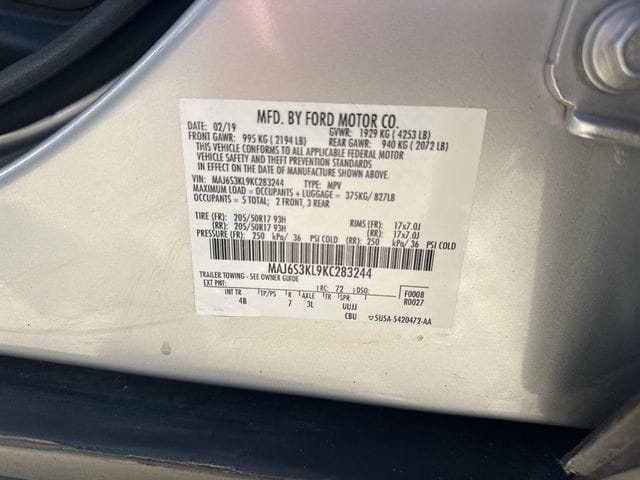 MFD. BY FORD MOTOR CO.
DATE: 02/19 GVWR: 1929 KG ( 4253 LB)
FRONT GAWR: 995 KG ( 2194 LB) REAR GAWR: 940 KG ( 2072 LB)
THIS VEHICLE CONFORMS TO ALL APPLICABLE FEDERAL MOTOR
VEHICLE SAFETY AND THEFT PREVENTION STANDARDS
IN EFFECT ON THE DATE OF MANUFACTURE SHOWN ABOVE.
VIN: MAJ6S3KL9KC283244 TYPE: MPV
MAXIMUM LOAD = OCCUPANTS + LUGGAGE = 375KG/ 827LB
OCCUPANTS = 5 TOTAL; 2 FRONT, 3 REAR
TIRE (FR): 205/50R17 93H RIMS (FR): 17x7.0J
(RR): 205/50R17 93H (RR): 17x7.0J
PRESSURE (FR): 250 kPa/ 36 PSI COLD (RR): 250 kPa/ 36 PSI COLD
MAJ6S3KL9KC283244
TRAILER TOWING - SEE OWNER GUIDE
EXT PNT: RC: 72 DSO: F0008
R0027
INT TR TP/PS R AXLE TR SPR
4B 7 3L UUJJ
CBU ▽5U5A-5420472-AA